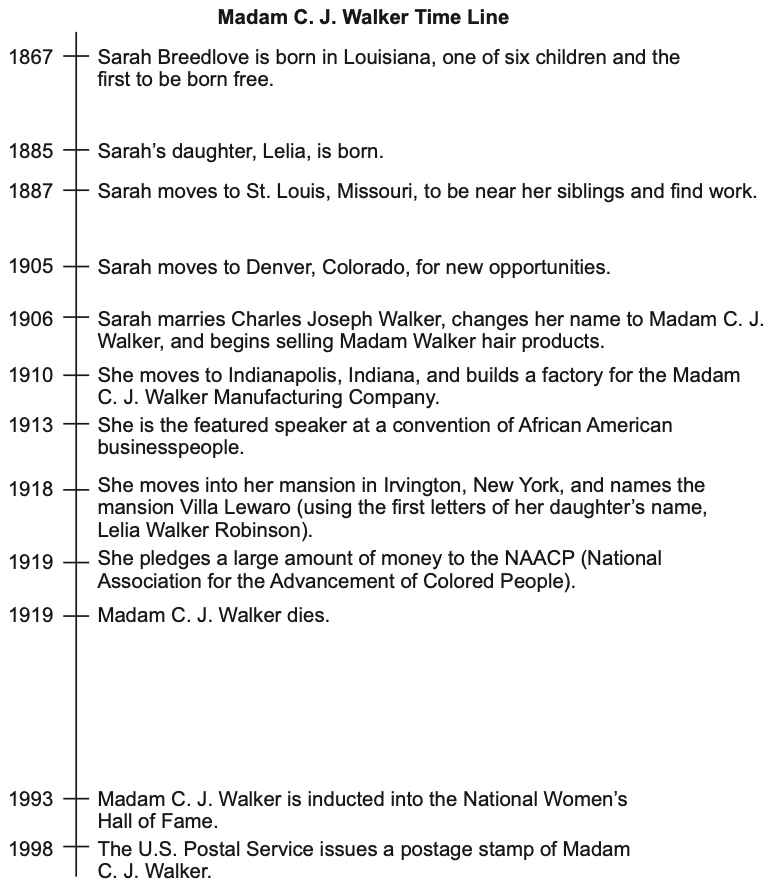 Madam C. J. Walker Time Line
1867 Sarah Breedlove is born in Louisiana, one of six children and the
first to be born free.
1885 Sarah’s daughter, Lelia, is born.
1887 Sarah moves to St. Louis, Missouri, to be near her siblings and find work.
1905 Sarah moves to Denver, Colorado, for new opportunities.
1906 Sarah marries Charles Joseph Walker, changes her name to Madam C. J.
Walker, and begins selling Madam Walker hair products.
1910 She moves to Indianapolis, Indiana, and builds a factory for the Madam
C. J. Walker Manufacturing Company.
1913 She is the featured speaker at a convention of African American
businesspeople.
1918 She moves into her mansion in Irvington, New York, and names the
mansion Villa Lewaro (using the first letters of her daughter’s name,
Lelia Walker Robinson).
1919 She pledges a large amount of money to the NAACP (National
Association for the Advancement of Colored People).
1919 Madam C. J. Walker dies.
1993 Madam C. J. Walker is inducted into the National Women’s
Hall of Fame.
1998 The U.S. Postal Service issues a postage stamp of Madam
C. J. Walker.